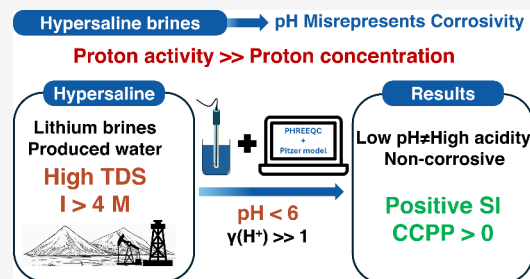 Hypersaline brines pH Misrepresents Corrosivity
Proton activity >> Proton concentration
Hypersaline
Lithium brines
Produced water
High TDS
I > 4 M
PHREEQC
+
Pitzer model
+
pH < 6
γ(H⁺) >> 1
Results
Low pH≠High acidity
Non-corrosive
Positive SI
CCPP > 0